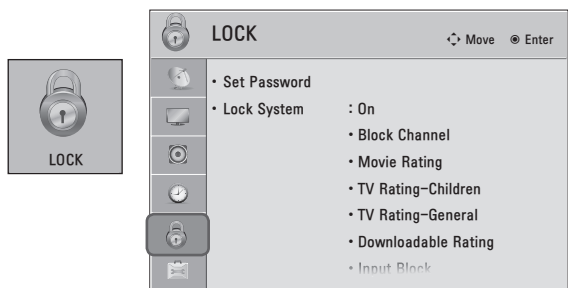 LOCK
LOCK
Move
Enter
• Set Password
• Lock System : On
• Block Channel
• Movie Rating
• TV Rating-Children
• TV Rating-General
• Downloadable Rating
• Input Block